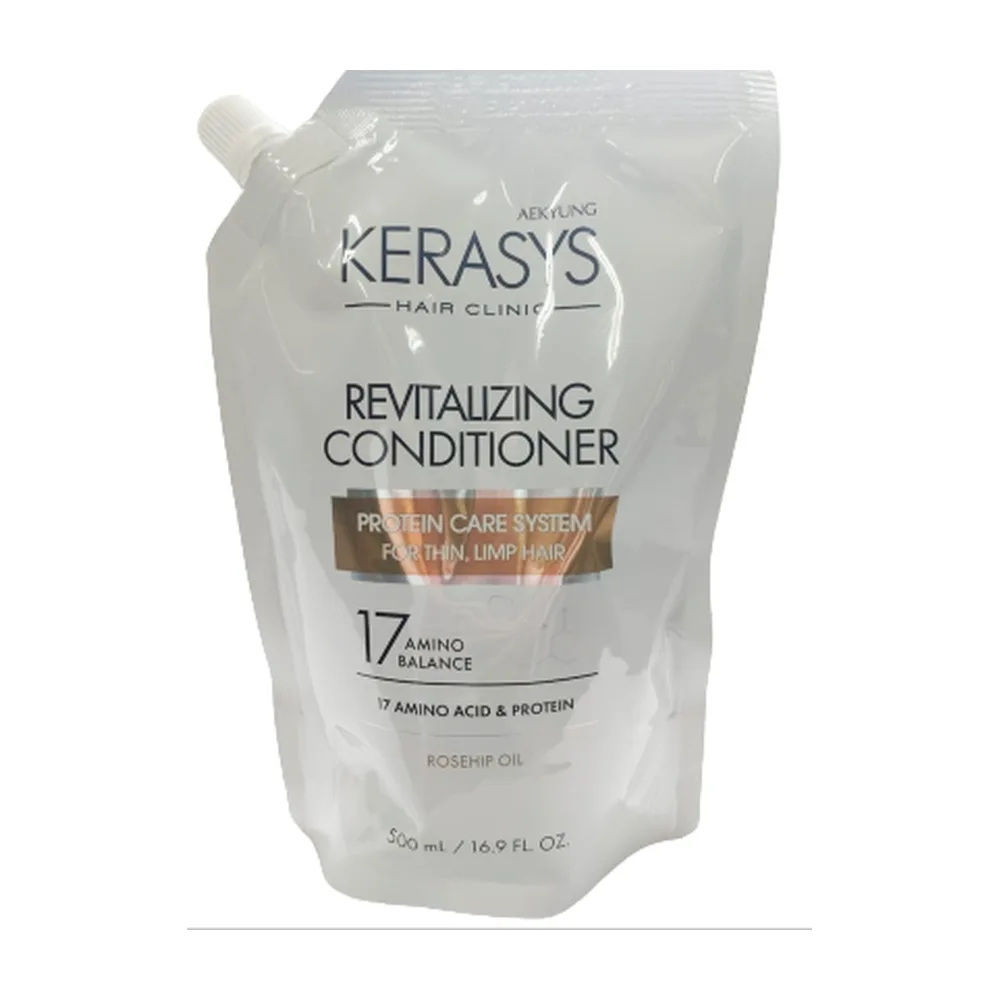 AEKYUNG
KERASYS
HAIR CLINIC
REVITALIZING
CONDITIONER
PROTEIN CARE SYSTEM
FOR THIN, LIMP HAIR
17 AMINO
BALANCE
17 AMINO ACID & PROTEIN
ROSEHIP OIL
500 mL / 16.9 FL. OZ.